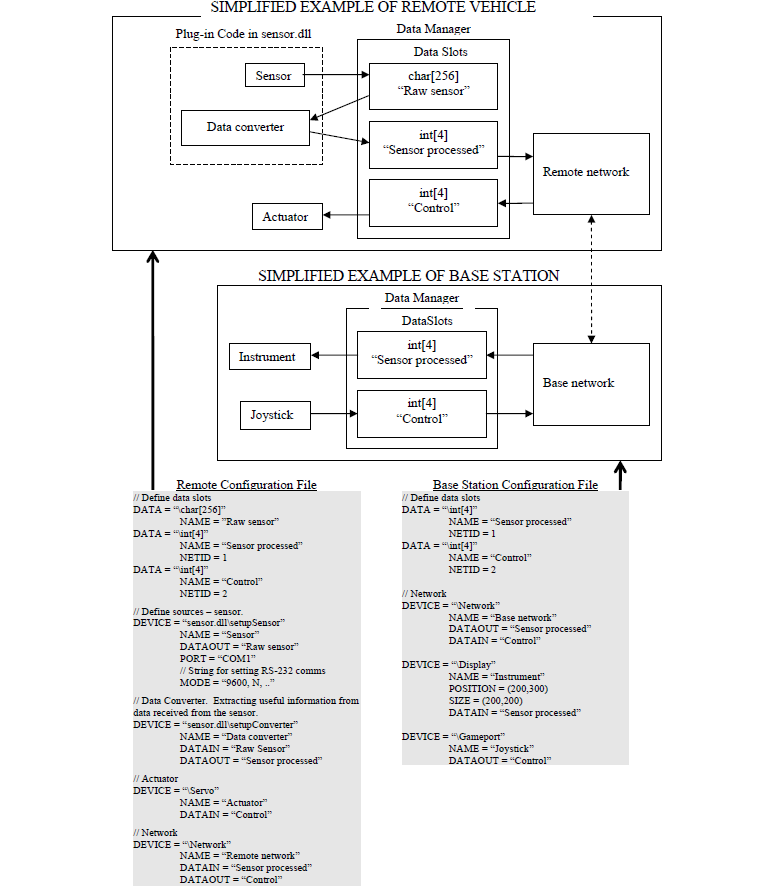 SIMPLIFIED EXAMPLE OF REMOTE VEHICLE
Plug-in Code in sensor.dll
Data Manager
Data Slots
Sensor
char[256]
“Raw sensor”
Data converter
int[4]
“Sensor processed”
Remote network
int[4]
“Control”
Actuator
SIMPLIFIED EXAMPLE OF BASE STATION
Data Manager
DataSlots
Instrument
int[4]
“Sensor processed”
Base network
Joystick
int[4]
“Control”
Remote Configuration File
// Define data slots
DATA = “\char[256]”
NAME = ”Raw sensor”
DATA = “\int[4]”
NAME = “Sensor processed”
NETID = 1
DATA = “\int[4]”
NAME = “Control”
NETID = 2
// Define sources – sensor.
DEVICE = “sensor.dll\setupSensor”
NAME = “Sensor”
DATAOUT = “Raw sensor”
PORT = “COM1”
// String for setting RS-232 comms
MODE = “9600, N, ..”
// Data Converter.  Extracting useful information from
data received from the sensor.
DEVICE = “sensor.dll\setupConverter”
NAME = “Data converter”
DATAIN = “Raw Sensor”
DATAOUT = “Sensor processed”
// Actuator
DEVICE = “\Servo”
NAME = “Actuator”
DATAIN = “Control”
// Network
DEVICE = “\Network”
NAME = “Remote network”
DATAIN = “Sensor processed”
DATAOUT = “Control”
Base Station Configuration File
// Define data slots
DATA = “\int[4]”
NAME = “Sensor processed”
NETID = 1
DATA = “\int[4]”
NAME = “Control”
NETID = 2
// Network
DEVICE = “\Network”
NAME = “Base network”
DATAOUT = “Sensor processed”
DATAIN = “Control”
DEVICE = “\Display”
NAME = “Instrument”
POSITION = (200,300)
SIZE = (200,200)
DATAIN = “Sensor processed”
DEVICE = “\Gameport”
NAME = “Joystick”
DATAOUT = “Control”